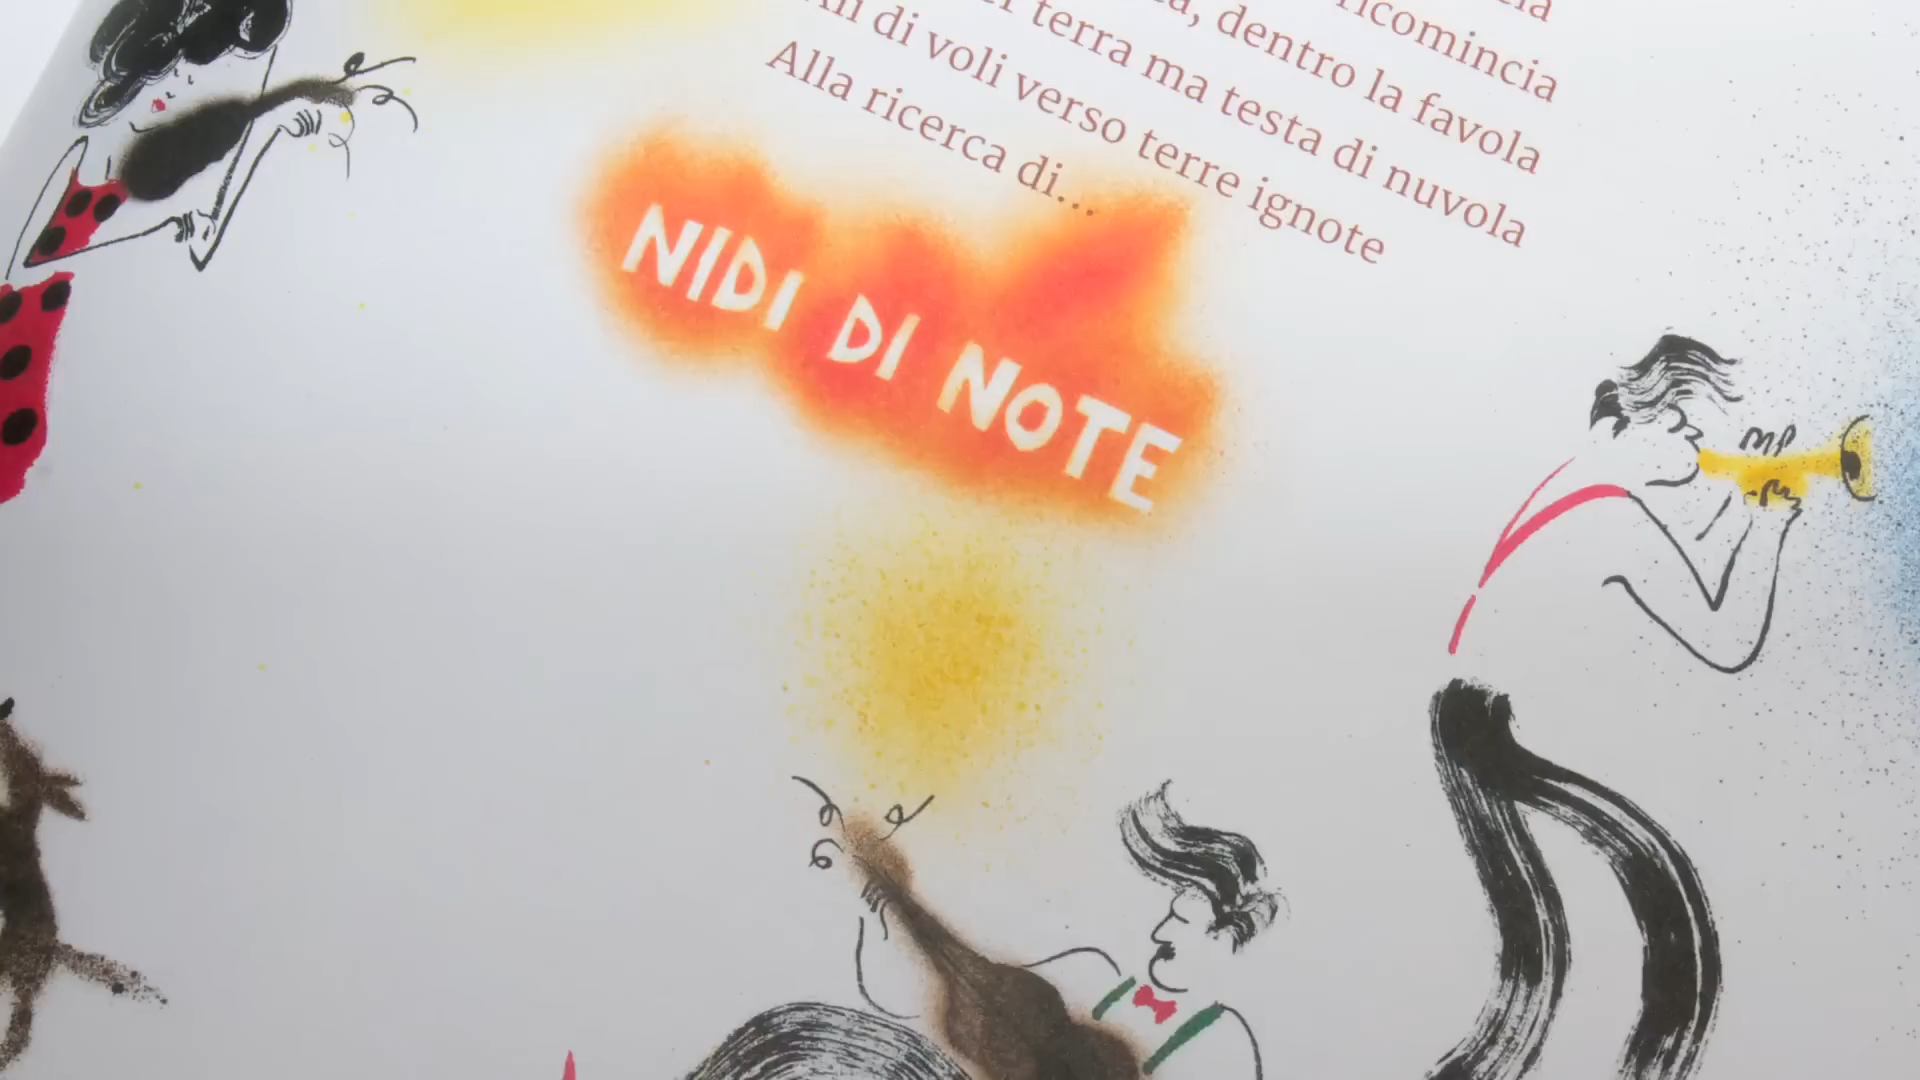 ricomincia
dentro la favola
terra ma testa di nuvola
di voli verso terre ignote
Alla ricerca di...
NIDI DI NOTE